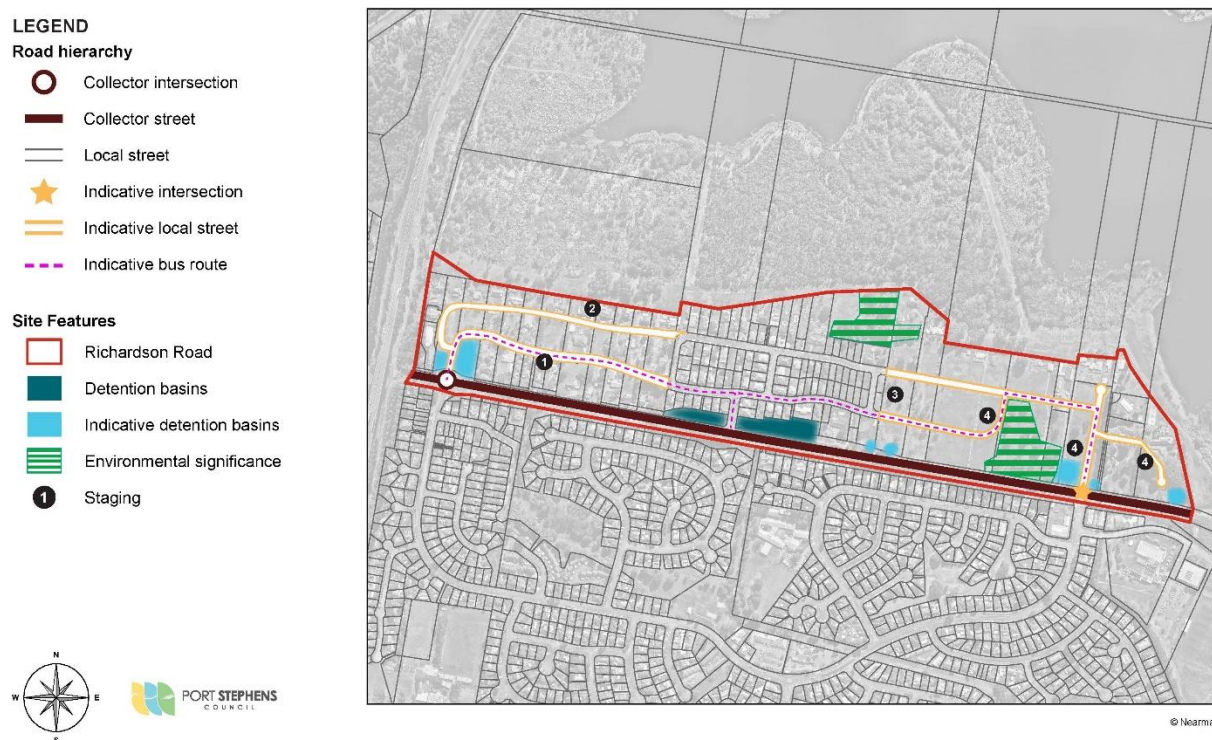 LEGEND
Road hierarchy
Collector intersection
Collector street
Local street
Indicative intersection
Indicative local street
Indicative bus route
Site Features
Richardson Road
Detention basins
Indicative detention basins
Environmental significance
1 Staging
N
W E
S
PORT STEPHENS
COUNCIL
2
1
3
4
4
4